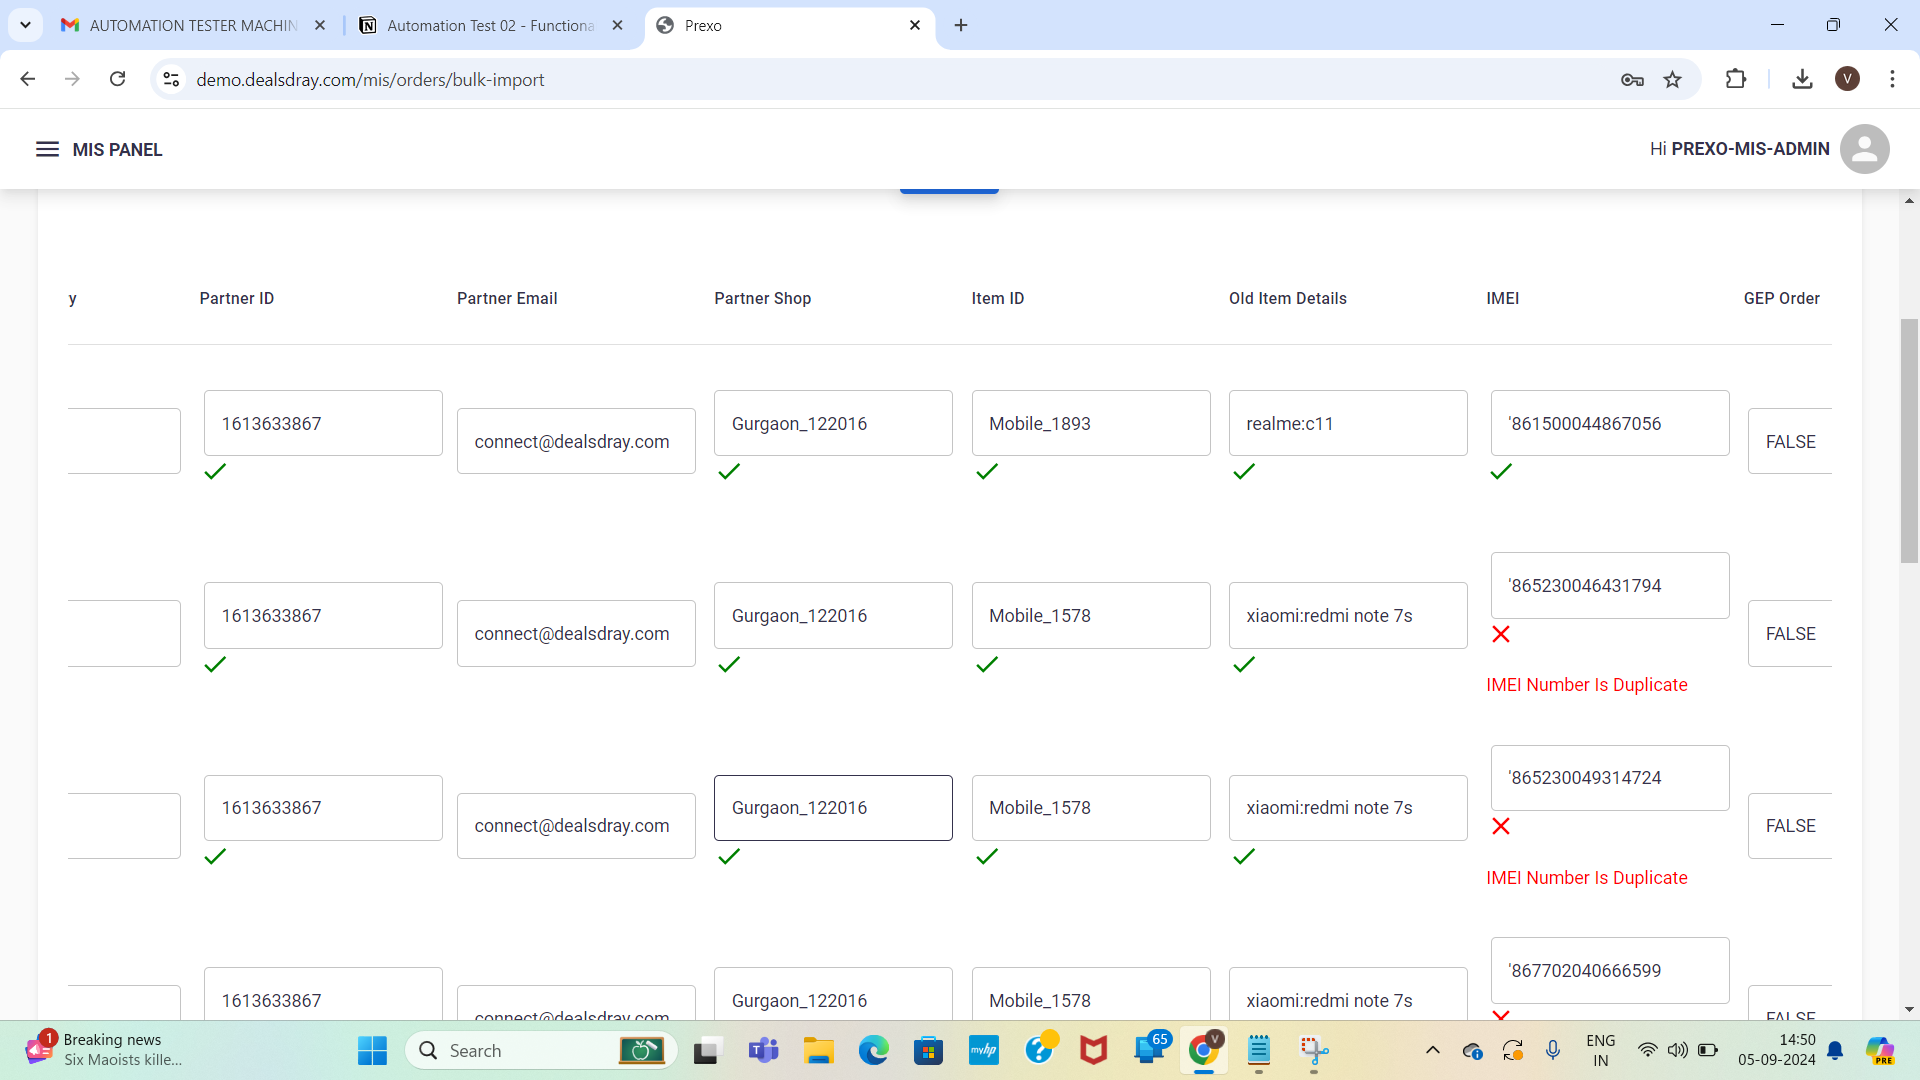 AUTOMATION TESTER MACHIN
Automation Test 02 - Functiona
Prexo
demo.dealsdray.com/mis/orders/bulk-import
V
MIS PANEL
Hi PREXO-MIS-ADMIN
y
Partner ID
Partner Email
Partner Shop
Item ID
Old Item Details
IMEI
GEP Order
1613633867
connect@dealsdray.com
Gurgaon_122016
Mobile_1893
realme:c11
'861500044867056
FALSE
1613633867
connect@dealsdray.com
Gurgaon_122016
Mobile_1578
xiaomi:redmi note 7s
'865230046431794
FALSE
IMEI Number Is Duplicate
1613633867
connect@dealsdray.com
Gurgaon_122016
Mobile_1578
xiaomi:redmi note 7s
'865230049314724
FALSE
IMEI Number Is Duplicate
1613633867
connect@dealsdray.com
Gurgaon_122016
Mobile_1578
xiaomi:redmi note 7s
'867702040666599
FALSE
1
Breaking news
Six Maoists kille...
Search
myhp
65
V
ENG
IN
14:50
05-09-2024
PRE